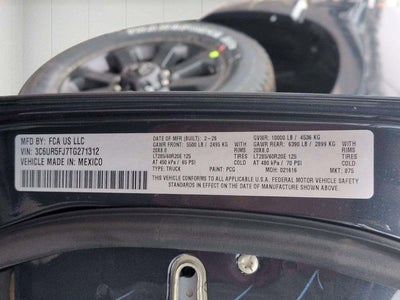 MFD BY: FCA US LLC
VIN: 3C6UR5FJ7TG271312
VEHICLE MADE IN: MEXICO
DATE OF MFR (BUILT): 2-26
GAWR FRONT: 5500 LB / 2495 KG WITH
20X8.0 RIMS
LT285/60R20E 125 TIRES
AT 450 kPa / 65 PSI COLD
TYPE: TRUCK PAINT: PCG
GVWR: 10000 LB / 4536 KG
GAWR REAR: 6390 LB / 2899 KG WITH
20X8.0 RIMS
LT285/60R20E 125 TIRES
AT 480 kPa / 70 PSI COLD
MDH: 021616 MKT: 875
THIS VEHICLE CONFORMS TO ALL APPLICABLE U.S.A. FEDERAL MOTOR VEHICLE SAFETY
STANDARDS IN EFFECT ON THE DATE OF MANUFACTURE SHOWN ABOVE.